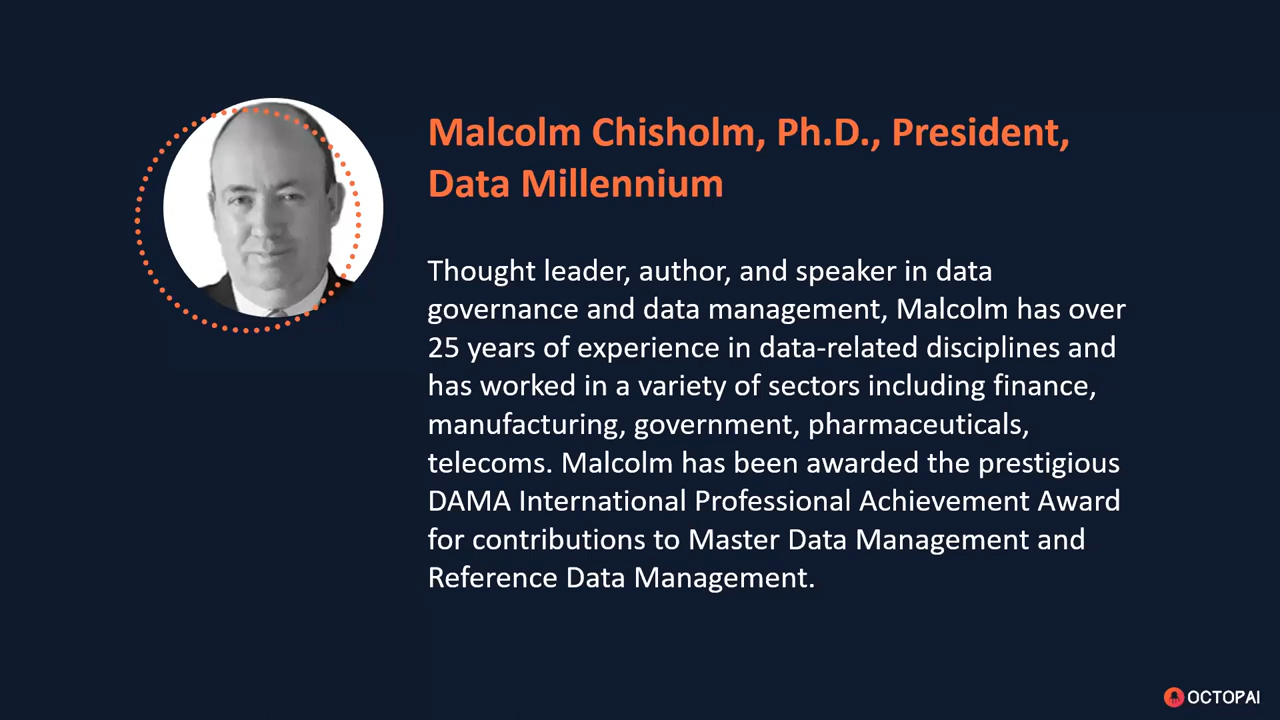 Malcolm Chisholm, Ph.D., President,
Data Millennium
Thought leader, author, and speaker in data
governance and data management, Malcolm has over
25 years of experience in data-related disciplines and
has worked in a variety of sectors including finance,
manufacturing, government, pharmaceuticals,
telecoms. Malcolm has been awarded the prestigious
DAMA International Professional Achievement Award
for contributions to Master Data Management and
Reference Data Management.
OCTOPAI